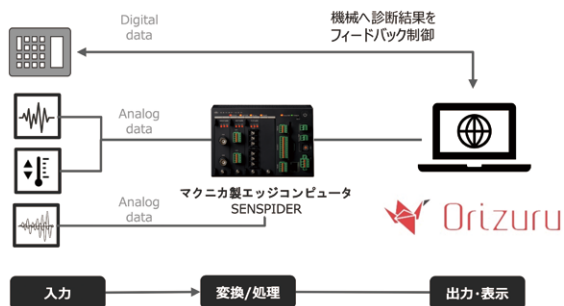 Digital
data
機械へ診断結果を
フィードバック制御
Analog
data
マクニカ製エッジコンピュータ
SENSPIDER
Analog
data
Orizuru
入力
変換/処理
出力・表示